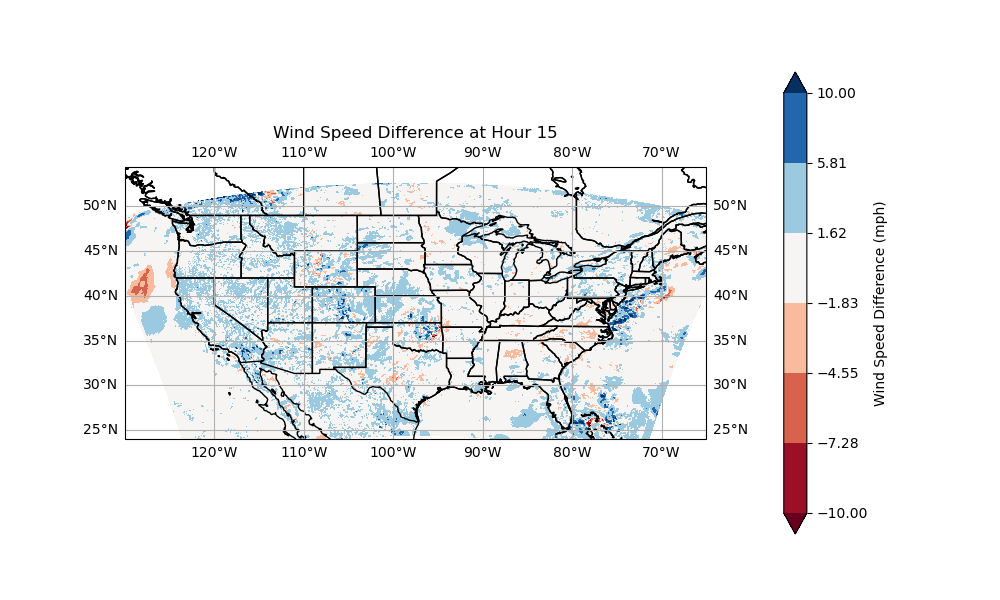 Wind Speed Difference at Hour 15
120°W 110°W 100°W 90°W 80°W 70°W
50°N 50°N
45°N 45°N
40°N 40°N
35°N 35°N
30°N 30°N
25°N 25°N
120°W 110°W 100°W 90°W 80°W 70°W
10.00
5.81
1.62
−1.83
−4.55
−7.28
−10.00
Wind Speed Difference (mph)